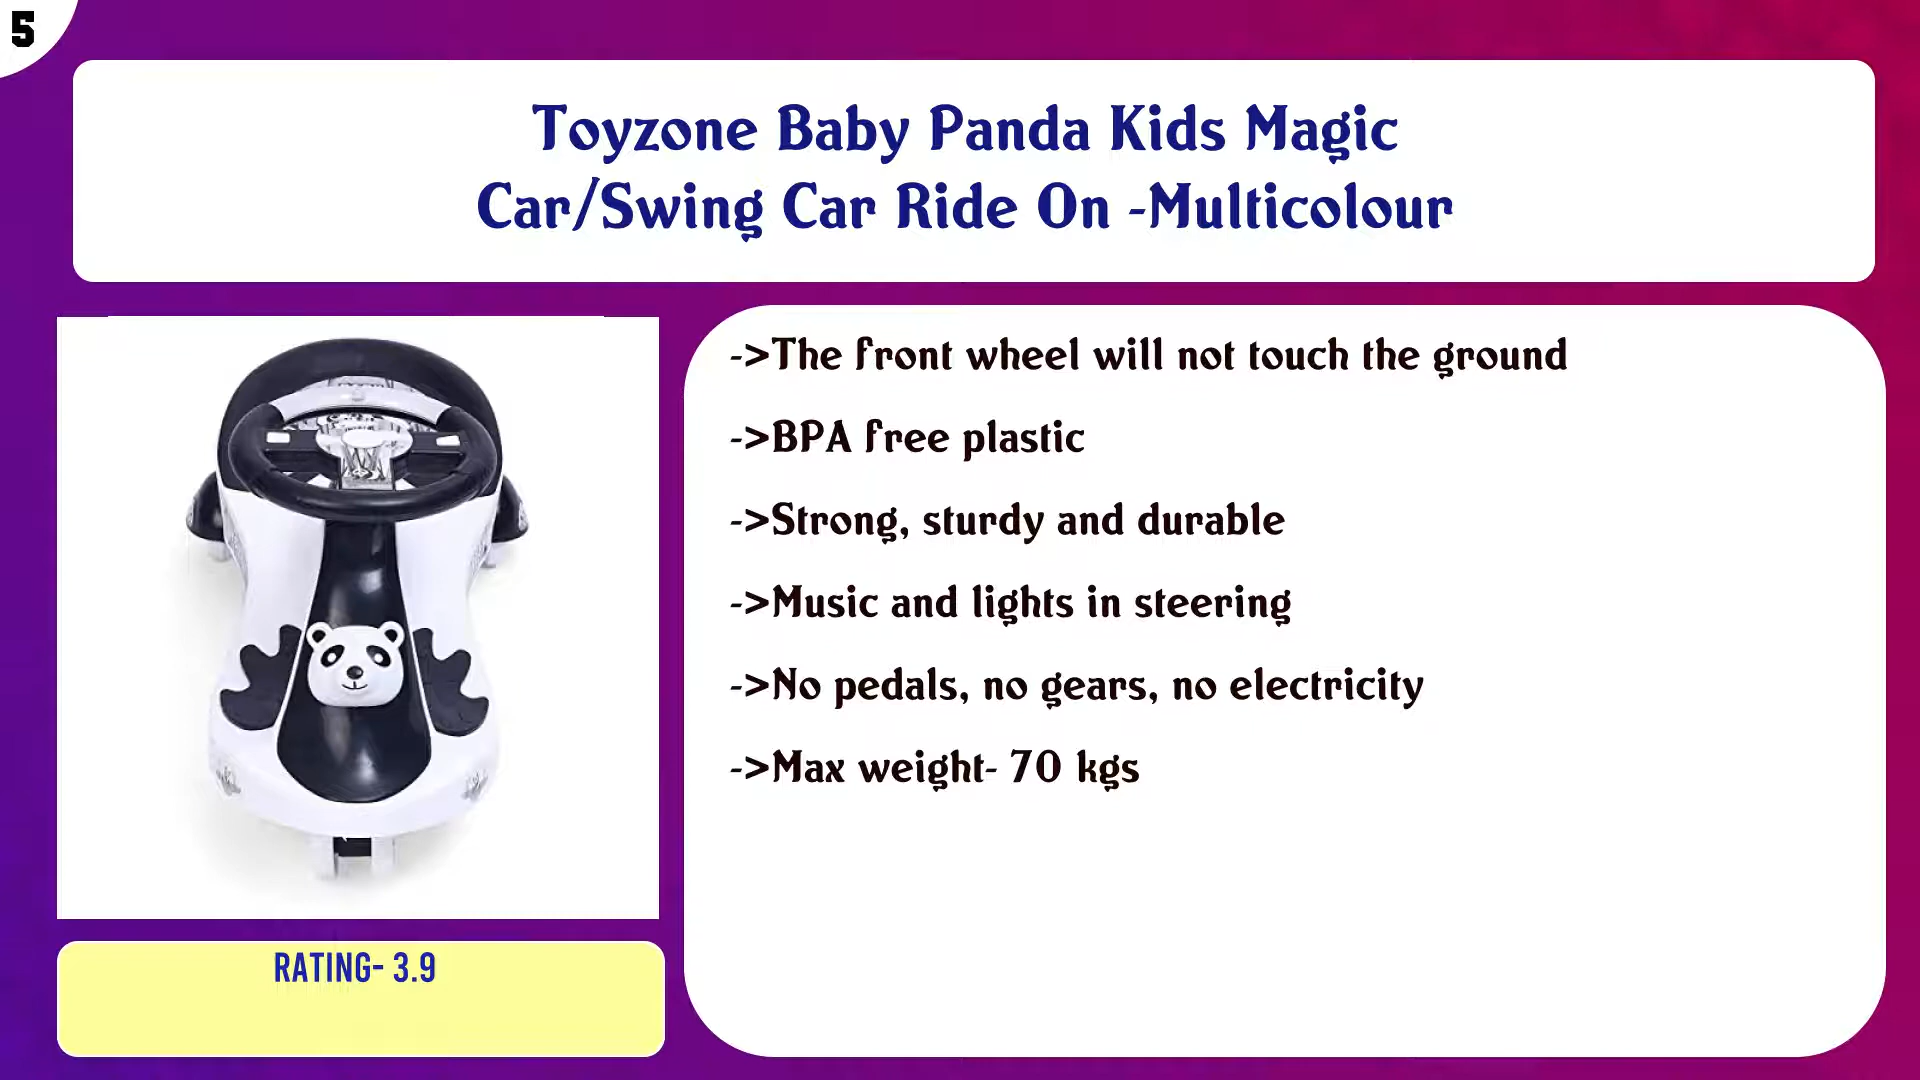 5
Toyzone Baby Panda Kids Magic
Car/Swing Car Ride On -Multicolour
->The front wheel will not touch the ground
->BPA free plastic
->Strong, sturdy and durable
->Music and lights in steering
->No pedals, no gears, no electricity
->Max weight- 70 kgs
RATING- 3.9